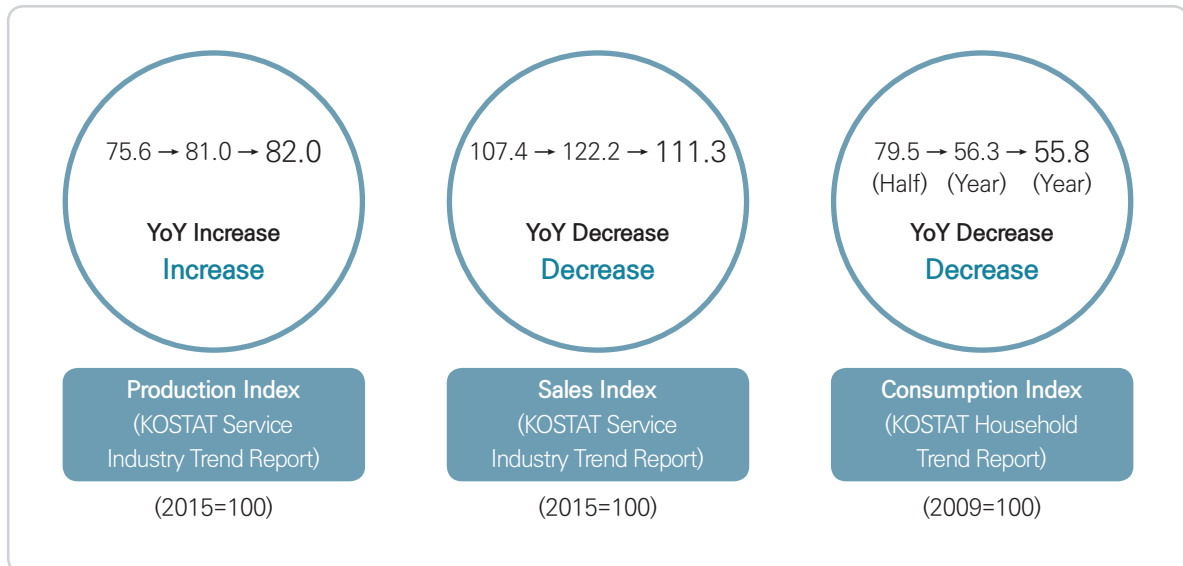 75.6 → 81.0 → 82.0
YoY Increase
Increase
Production Index
(KOSTAT Service
Industry Trend Report)
(2015=100)
107.4 → 122.2 → 111.3
YoY Decrease
Decrease
Sales Index
(KOSTAT Service
Industry Trend Report)
(2015=100)
79.5 → 56.3 → 55.8
(Half) (Year) (Year)
YoY Decrease
Decrease
Consumption Index
(KOSTAT Household
Trend Report)
(2009=100)